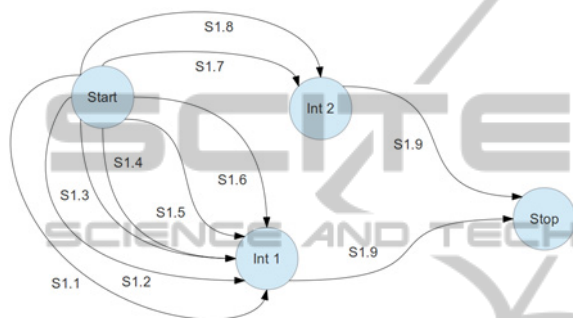 S1.8
S1.7
Start
Int 2
S1.9
S1.4
S1.6
S1.3
S1.5
Stop
Int 1
S1.9
S1.2
S1.1
SCITE
SCIENCE AND TECH